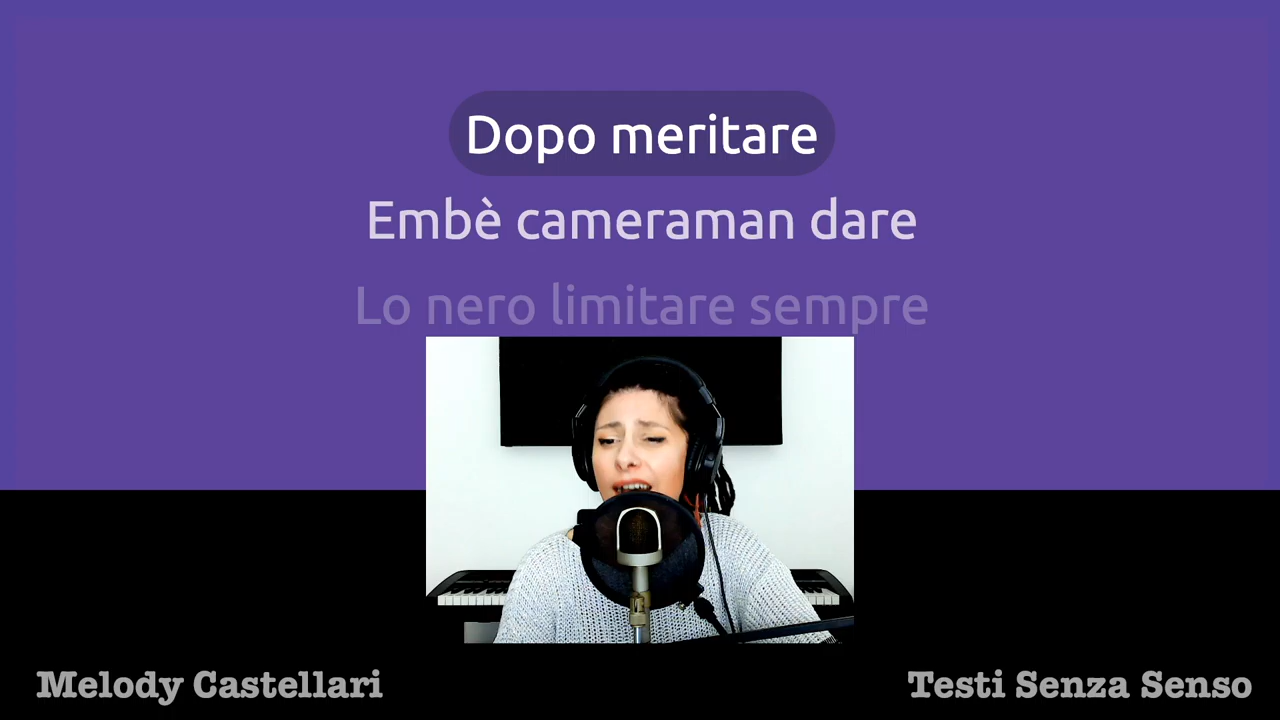 Dopo meritare
Embè cameraman dare
Lo nero limitare sempre
Melody Castellari
Testi Senza Senso